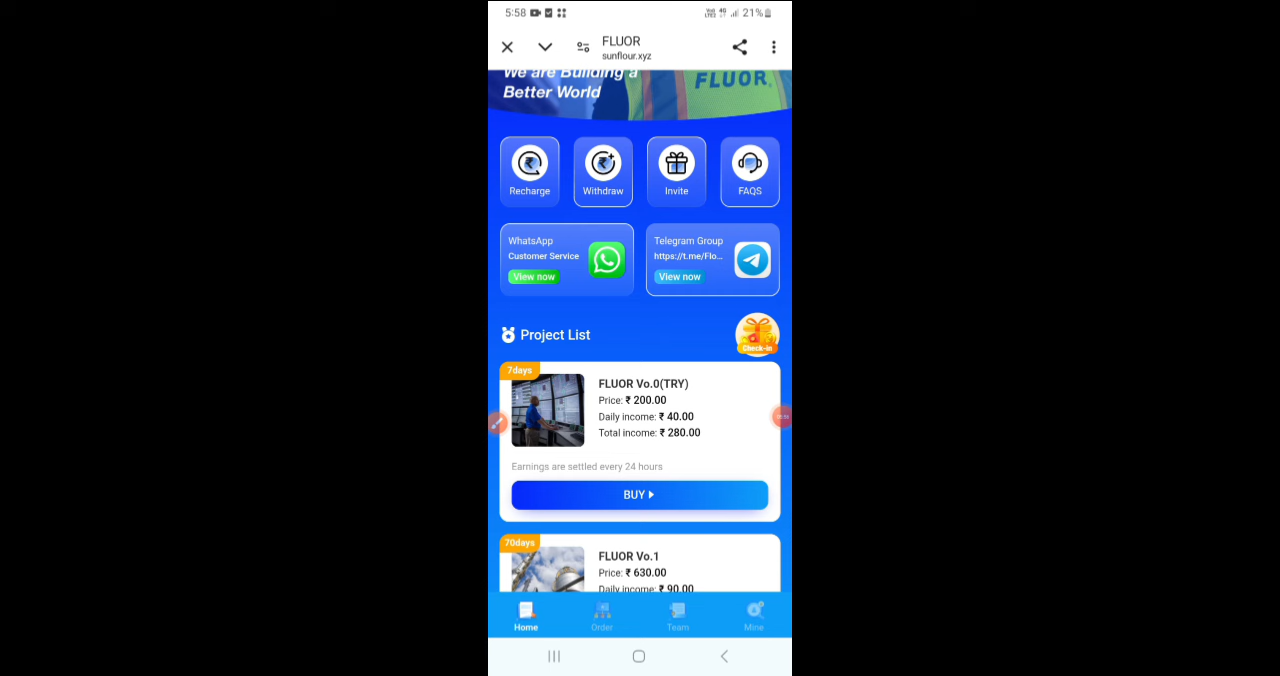 5:58
VoLTE2 4G 21%
FLUOR
sunflour.xyz
We are Building a
Better World
FLUOR
Recharge
Withdraw
Invite
FAQS
WhatsApp
Customer Service
View now
Telegram Group
https://t.me/Flo...
View now
Project List
Check-in
7days
FLUOR Vo.0(TRY)
Price: ₹ 200.00
Daily income: ₹ 40.00
Total income: ₹ 280.00
Earnings are settled every 24 hours
BUY
70days
FLUOR Vo.1
Price: ₹ 630.00
Daily income: ₹ 90.00
Home
Order
Team
Mine